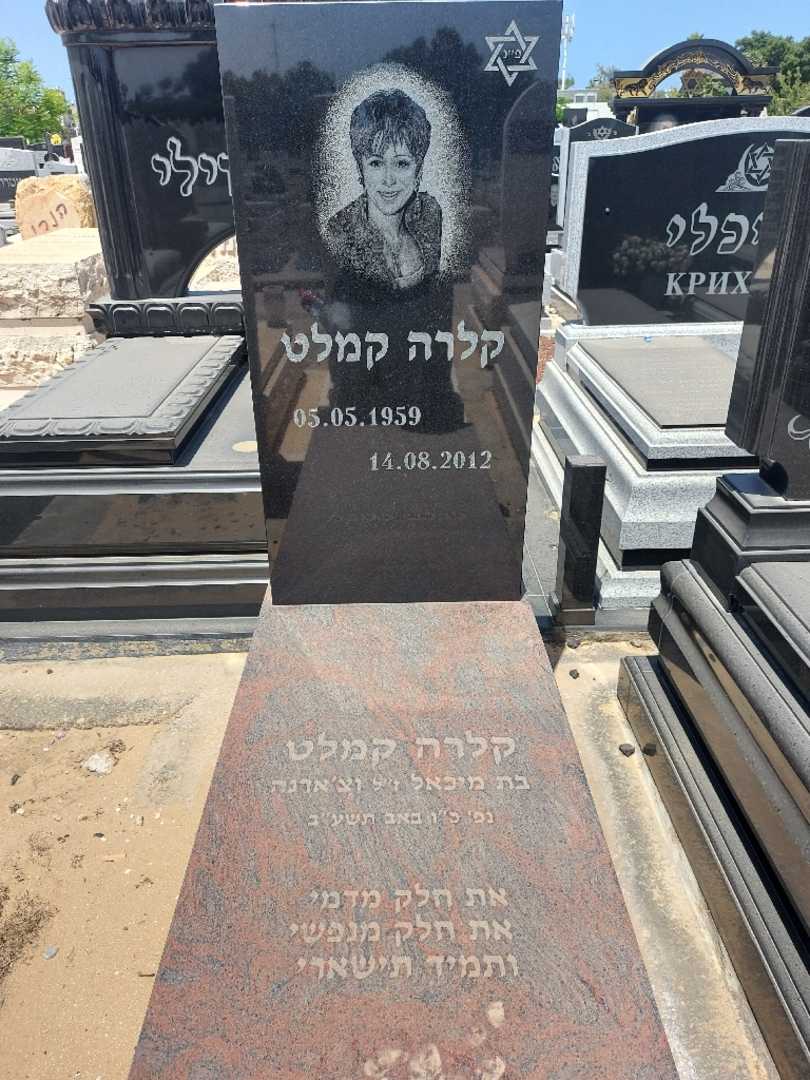 פ"נ
קלרה קמלט
05.05.1959
14.08.2012
קלרה קמלט
בת מיכאל ז"ל וצ'ארנה
נפ' כ"ו באב תשע"ב
את חלק מדמי
את חלק מנפשי
ותמיד תישארי
КРИХ